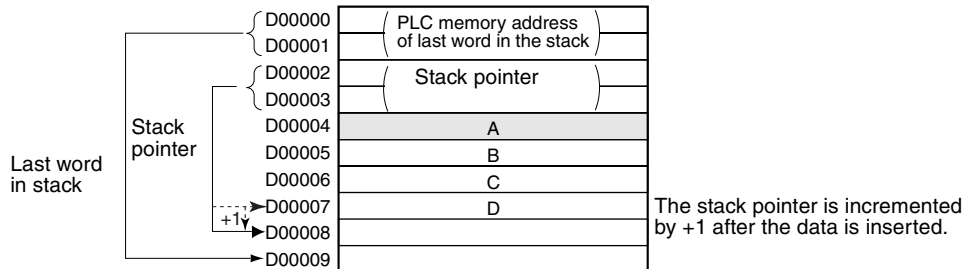 D00000
PLC memory address
of last word in the stack
D00001
D00002
Stack pointer
D00003
D00004
A
Stack
pointer
D00005
B
Last word
in stack
D00006
C
D00007
D
+1
D00008
The stack pointer is incremented
by +1 after the data is inserted.
D00009